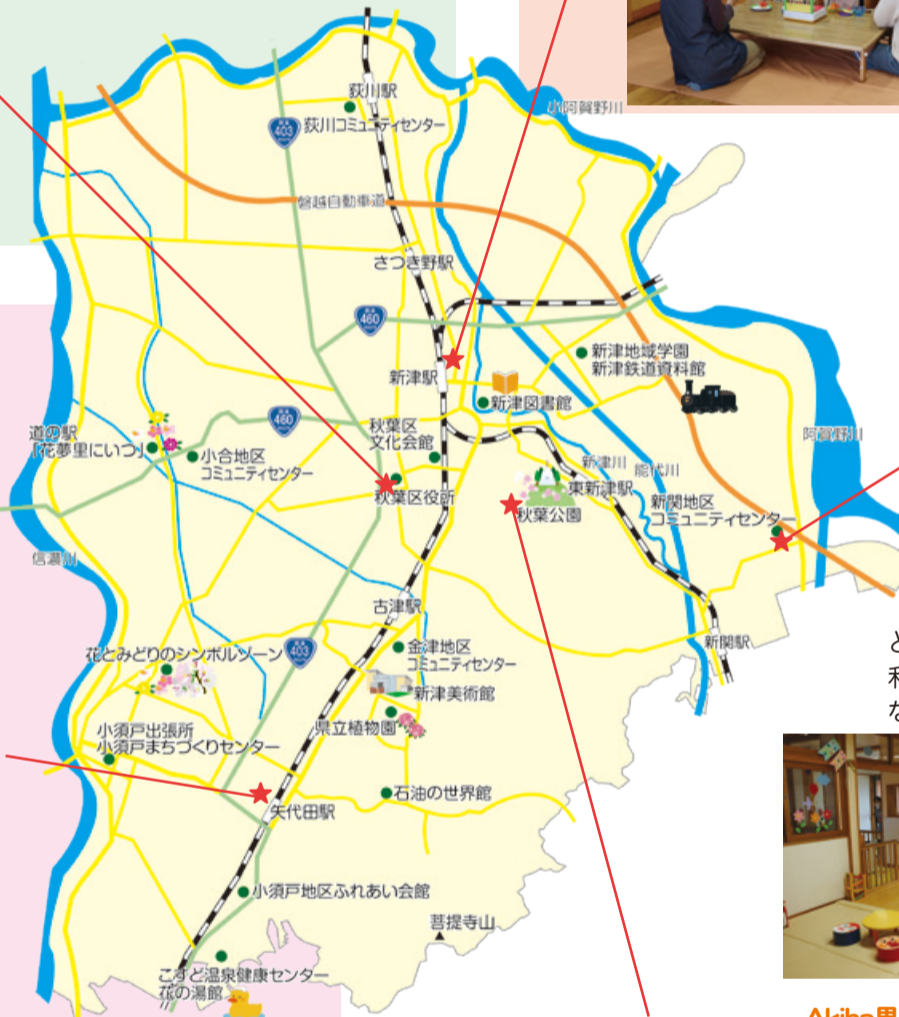 小阿賀野川
荻川駅
荻川コミュニティセンター
403
磐越自動車道
さつき野駅
460
新津地域学園
新津鉄道資料館
新津駅
新津図書館
460
秋葉区
文化会館
道の駅
「花夢里にいつ」
小合地区
コミュニティセンター
阿賀野川
新津川
能代川
東新津駅
秋葉区役所
秋葉公園
新関地区
コミュニティセンター
信濃川
古津駅
403
金津地区
コミュニティセンター
新関駅
花とみどりのシンボルゾーン
新津美術館
県立植物園
小須戸出張所
小須戸まちづくりセンター
石油の世界館
矢代田駅
小須戸地区ふれあい会館
菩提寺山
こすど温泉健康センター
花の湯館
と
な